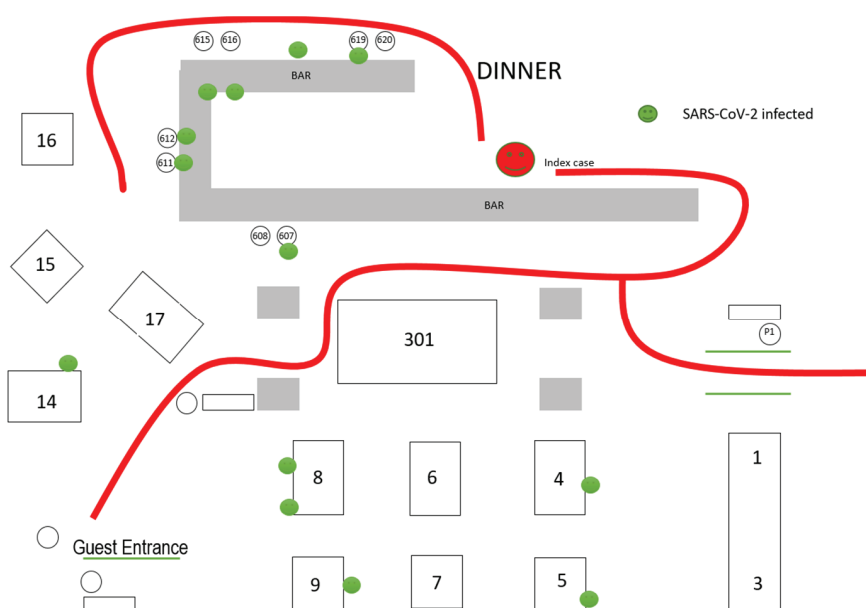 615 616 619 620
BAR
DINNER
SARS-CoV-2 infected
16
612
611
Index case
BAR
608 607
15
17
301
P1
14
8 6 4 1
Guest Entrance
9 7 5 3